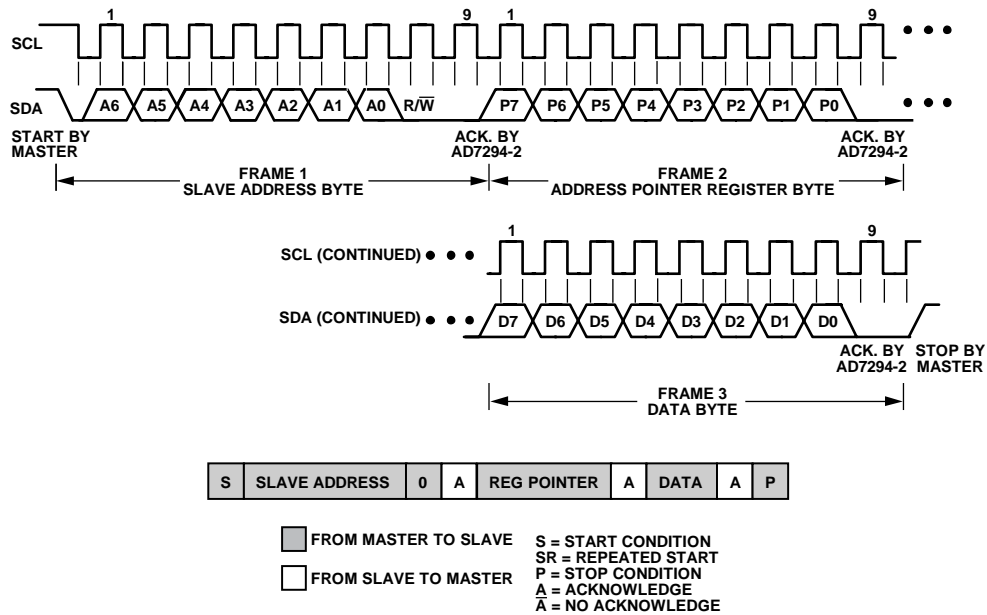 1 9 1 9
SCL
SDA A6 A5 A4 A3 A2 A1 A0 R/W̅ P7 P6 P5 P4 P3 P2 P1 P0
START BY MASTER
ACK. BY AD7294-2
ACK. BY AD7294-2
FRAME 1
SLAVE ADDRESS BYTE
FRAME 2
ADDRESS POINTER REGISTER BYTE
1 9
SCL (CONTINUED)
SDA (CONTINUED) D7 D6 D5 D4 D3 D2 D1 D0
ACK. BY AD7294-2
STOP BY MASTER
FRAME 3
DATA BYTE
S SLAVE ADDRESS 0 A REG POINTER A DATA A P
FROM MASTER TO SLAVE
FROM SLAVE TO MASTER
S = START CONDITION
SR = REPEATED START
P = STOP CONDITION
A = ACKNOWLEDGE
A̅ = NO ACKNOWLEDGE